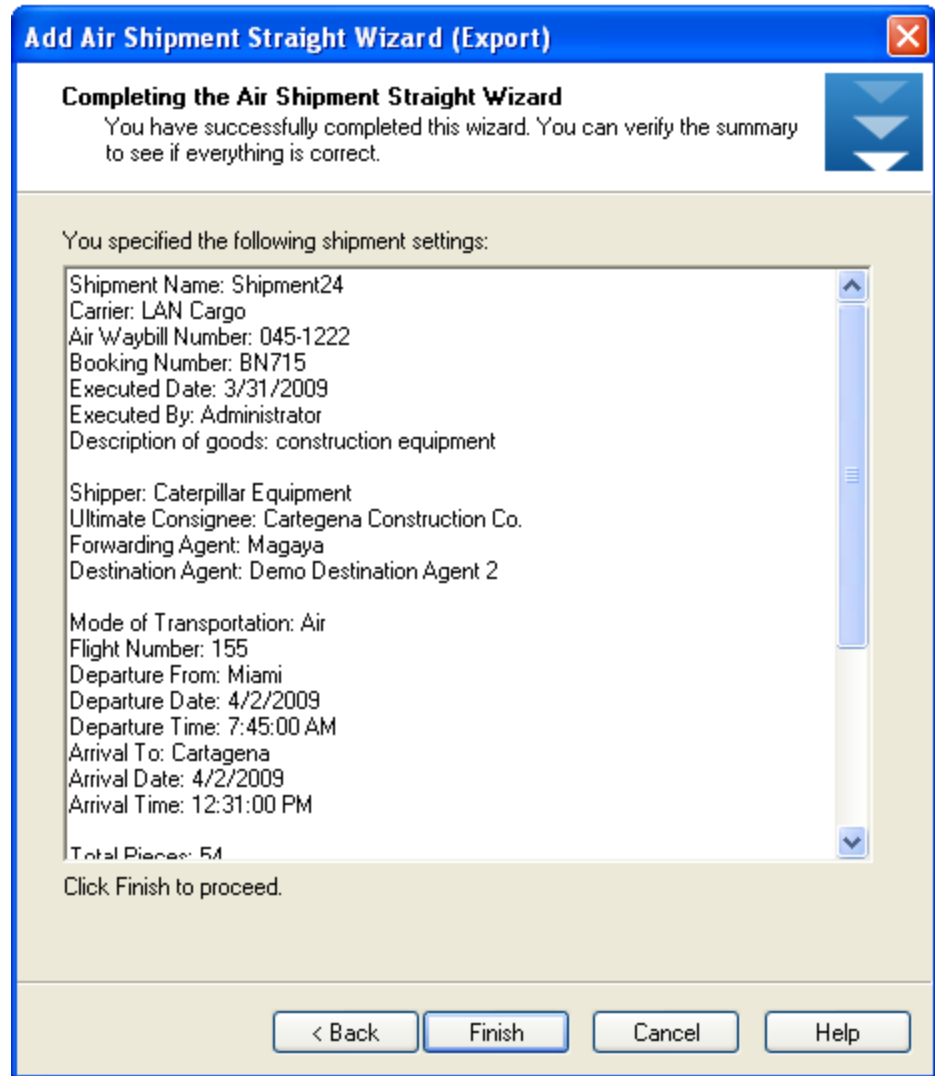 Add Air Shipment Straight Wizard (Export)
Completing the Air Shipment Straight Wizard
You have successfully completed this wizard. You can verify the summary
to see if everything is correct.
You specified the following shipment settings:
Shipment Name: Shipment24
Carrier: LAN Cargo
Air Waybill Number: 045-1222
Booking Number: BN715
Executed Date: 3/31/2009
Executed By: Administrator
Description of goods: construction equipment
Shipper: Caterpillar Equipment
Ultimate Consignee: Cartegena Construction Co.
Forwarding Agent: Magaya
Destination Agent: Demo Destination Agent 2
Mode of Transportation: Air
Flight Number: 155
Departure From: Miami
Departure Date: 4/2/2009
Departure Time: 7:45:00 AM
Arrival To: Cartagena
Arrival Date: 4/2/2009
Arrival Time: 12:31:00 PM
Total Pieces: 54
Click Finish to proceed.
< Back Finish Cancel Help